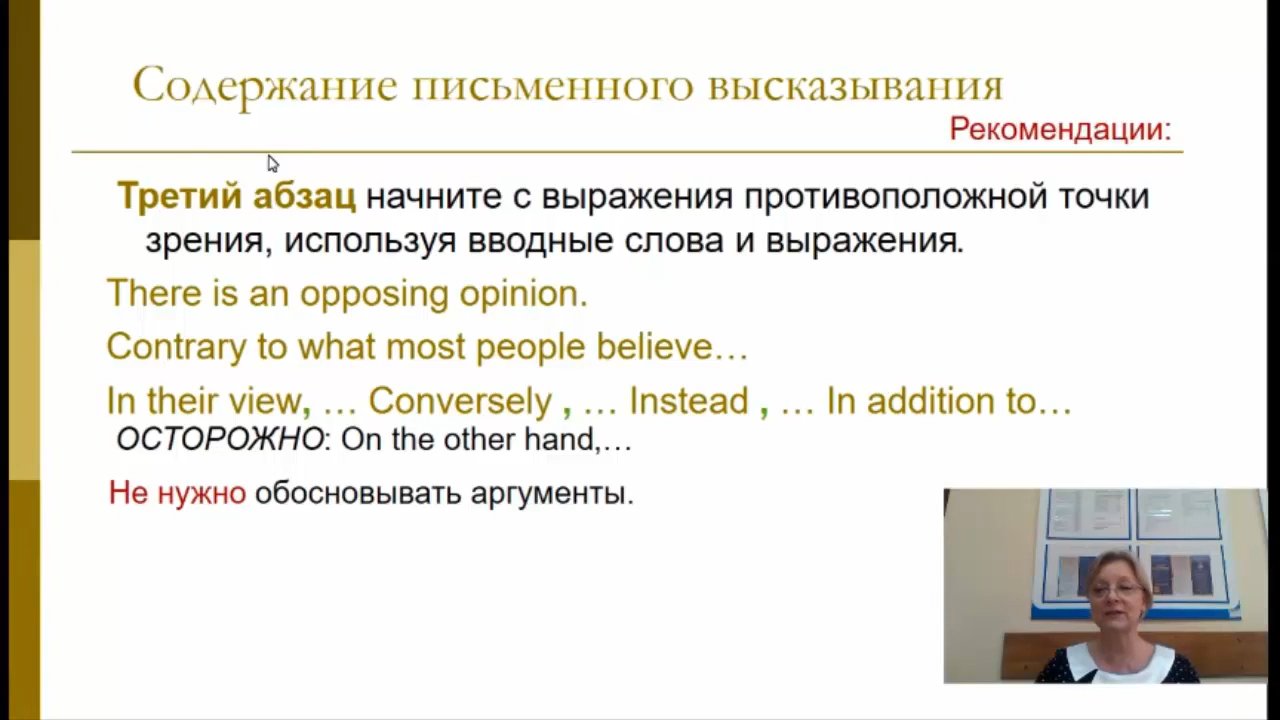 Содержание письменного высказывания
Рекомендации:
Третий абзац начните с выражения противоположной точки
зрения, используя вводные слова и выражения.
There is an opposing opinion.
Contrary to what most people believe…
In their view, … Conversely , … Instead , … In addition to…
ОСТОРОЖНО: On the other hand,…
Не нужно обосновывать аргументы.